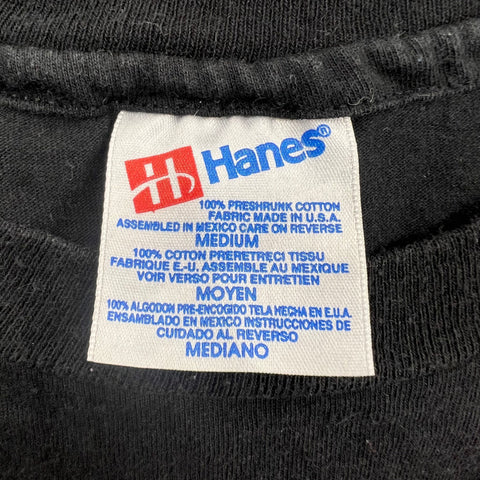 H Hanes®
100% PRESHRUNK COTTON
FABRIC MADE IN U.S.A.
ASSEMBLED IN MEXICO CARE ON REVERSE
MEDIUM
100% COTON PRERETRECI TISSU
FABRIQUE E.-U. ASSEMBLE AU MEXIQUE
VOIR VERSO POUR ENTRETIEN
MOYEN
100% ALGODON PRE-ENCOGIDO TELA HECHA EN E.U.A.
ENSAMBLADO EN MEXICO INSTRUCCIONES DE
CUIDADO AL REVERSO
MEDIANO